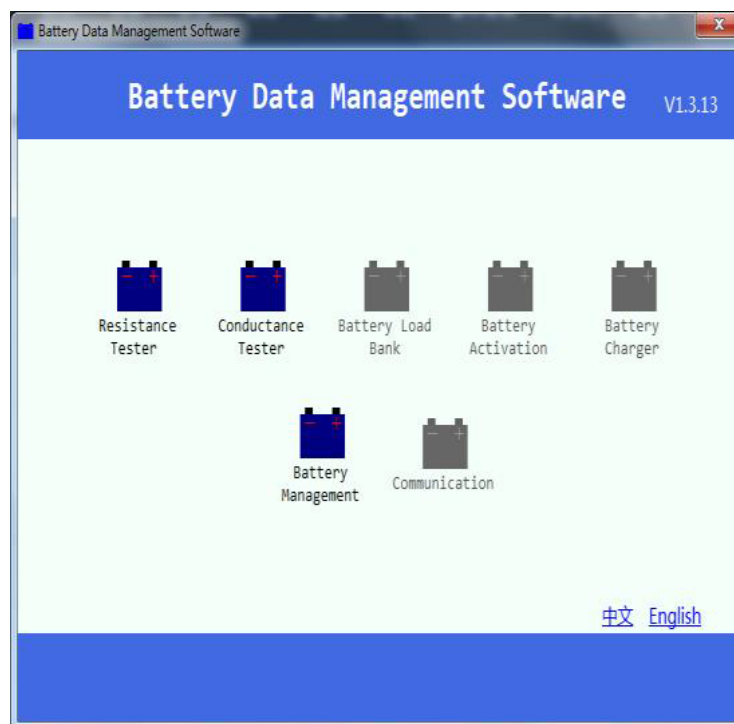 Battery Data Management Software
X
Battery Data Management Software
V1.3.13
Resistance
Tester
Conductance
Tester
Battery Load
Bank
Battery
Activation
Battery
Charger
Battery
Management
Communication
中文 English